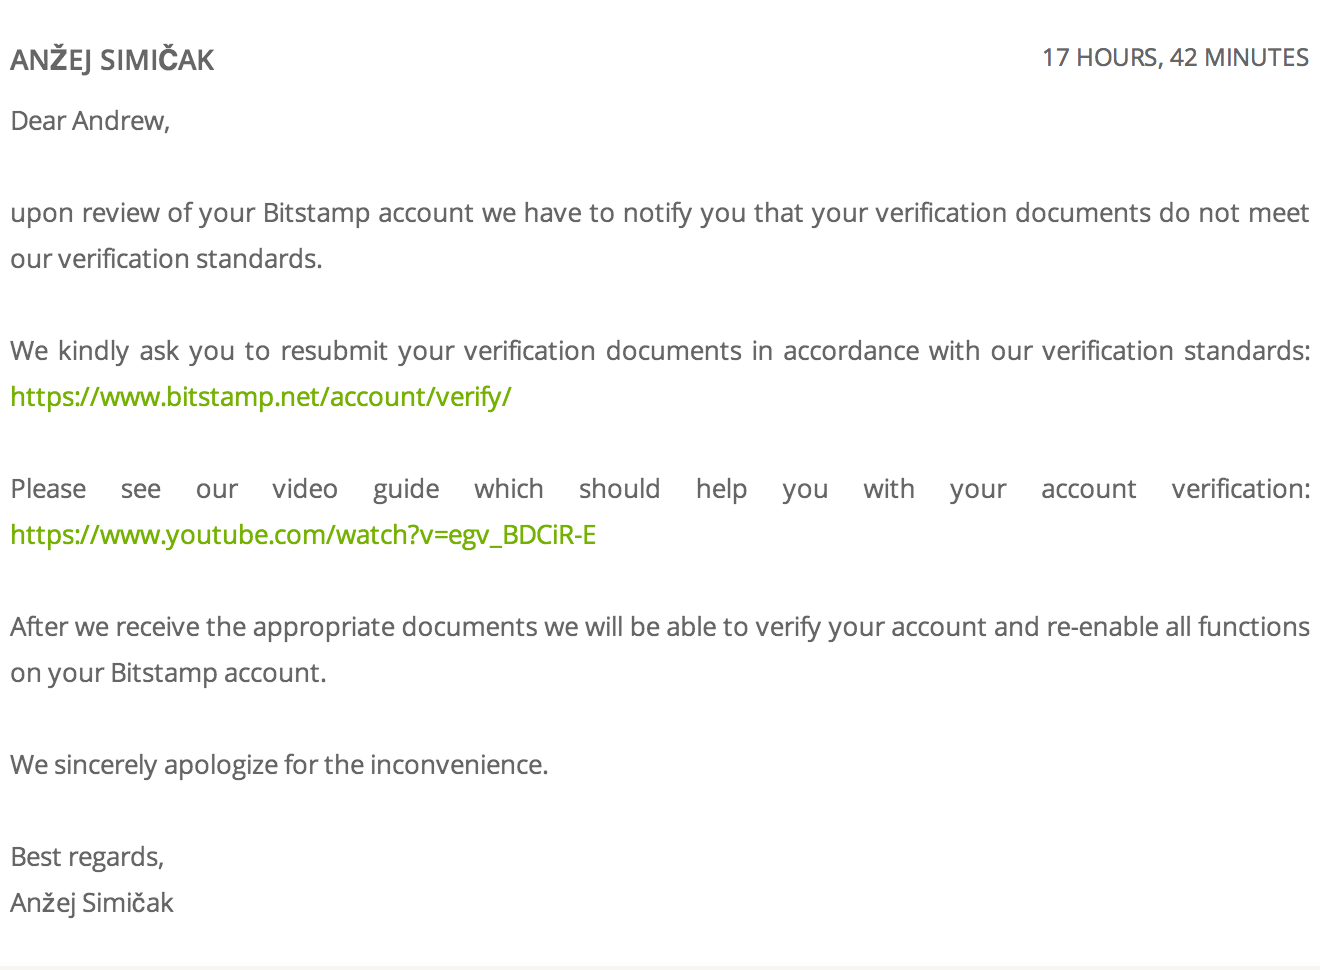 ANŽEJ SIMIČAK 17 HOURS, 42 MINUTES
Dear Andrew,
upon review of your Bitstamp account we have to notify you that your verification documents do not meet
our verification standards.
We kindly ask you to resubmit your verification documents in accordance with our verification standards:
https://www.bitstamp.net/account/verify/
Please see our video guide which should help you with your account verification:
https://www.youtube.com/watch?v=egv_BDCiR-E
After we receive the appropriate documents we will be able to verify your account and re-enable all functions
on your Bitstamp account.
We sincerely apologize for the inconvenience.
Best regards,
Anžej Simičak